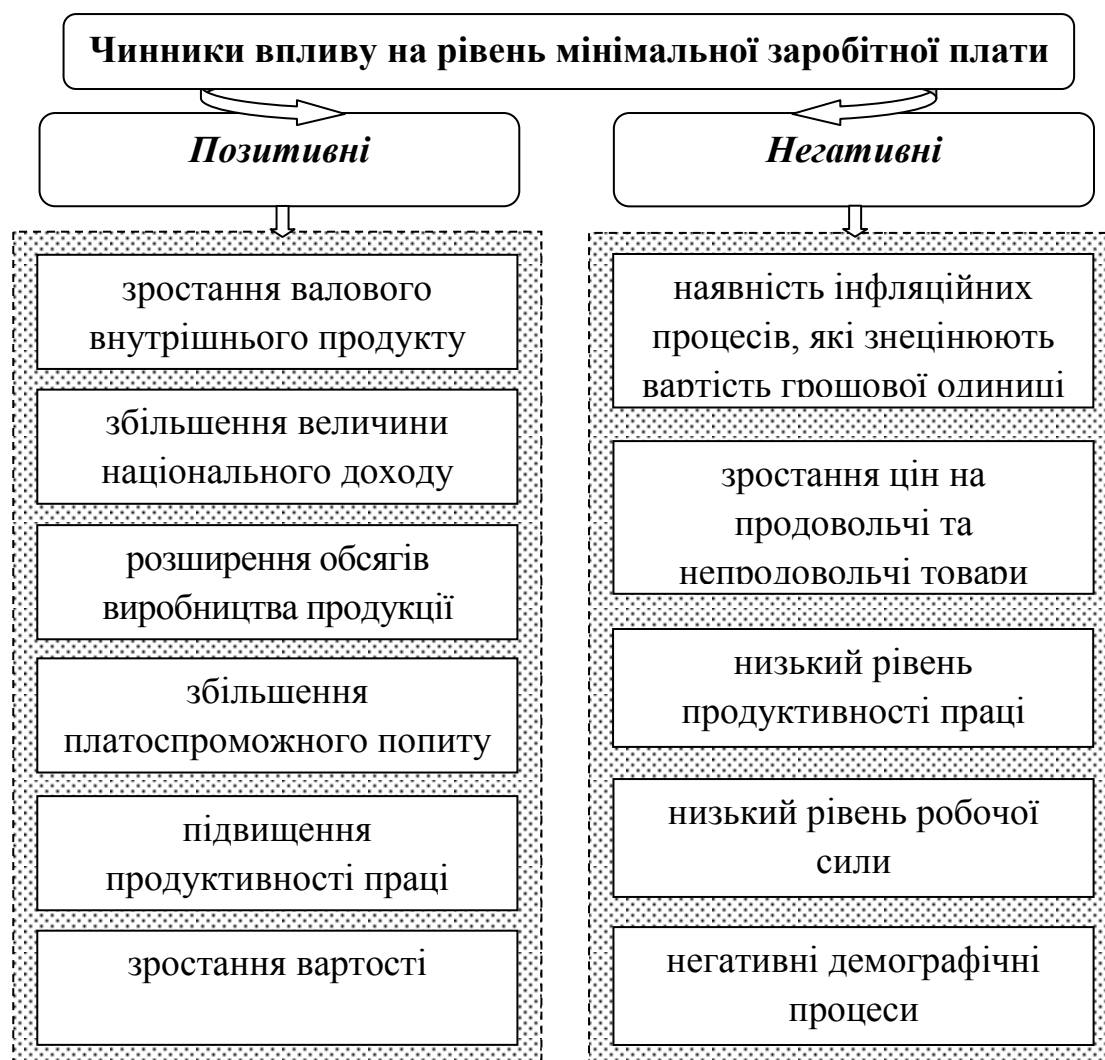 Чинники впливу на рівень мінімальної заробітної плати
Позитивні
зростання валового
внутрішнього продукту
збільшення величини
національного доходу
розширення обсягів
виробництва продукції
збільшення
платоспроможного попиту
підвищення
продуктивності праці
зростання вартості
Негативні
наявність інфляційних
процесів, які знецінюють
вартість грошової одиниці
зростання цін на
продовольчі та
непродовольчі товари
низький рівень
продуктивності праці
низький рівень робочої
сили
негативні демографічні
процеси